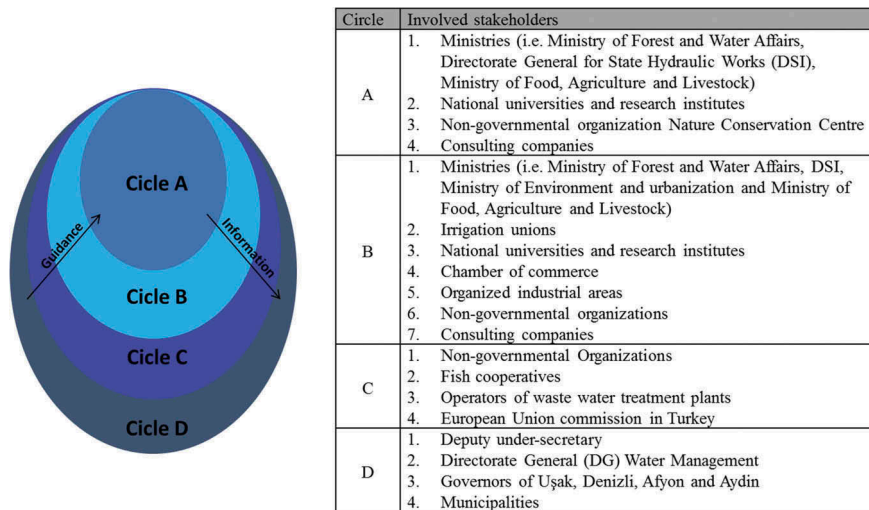 Cicle A
Guidance
Information
Cicle B
Cicle C
Cicle D
Circle Involved stakeholders
A
1. Ministries (i.e. Ministry of Forest and Water Affairs,
Directorate General for State Hydraulic Works (DSI),
Ministry of Food, Agriculture and Livestock)
2. National universities and research institutes
3. Non-governmental organization Nature Conservation Centre
4. Consulting companies
B
1. Ministries (i.e. Ministry of Forest and Water Affairs, DSI,
Ministry of Environment and urbanization and Ministry of
Food, Agriculture and Livestock)
2. Irrigation unions
3. National universities and research institutes
4. Chamber of commerce
5. Organized industrial areas
6. Non-governmental organizations
7. Consulting companies
C
1. Non-governmental Organizations
2. Fish cooperatives
3. Operators of waste water treatment plants
4. European Union commission in Turkey
D
1. Deputy under-secretary
2. Directorate General (DG) Water Management
3. Governors of Uşak, Denizli, Afyon and Aydin
4. Municipalities